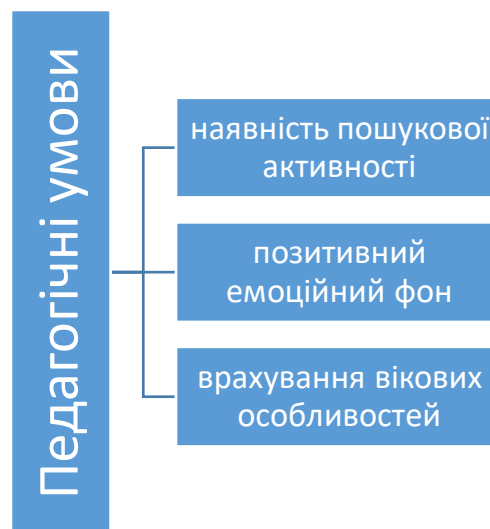 Педагогічні умови
наявність пошукової
активності
позитивний
емоційний фон
врахування вікових
особливостей